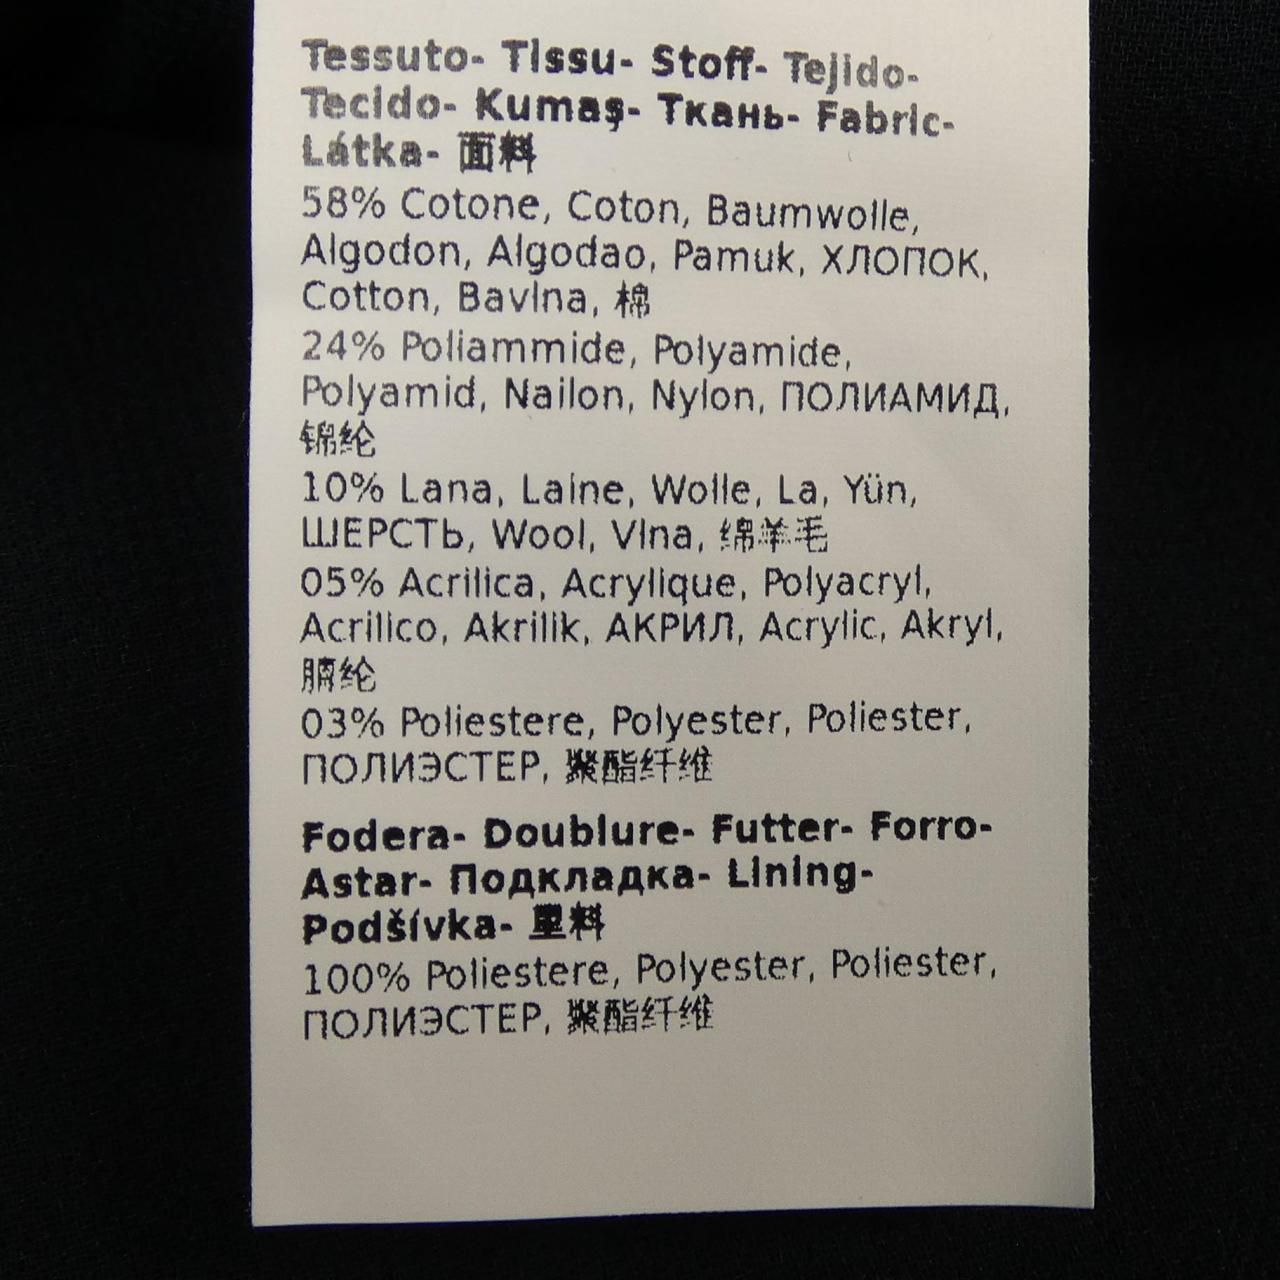 Tessuto- Tissu- Stoff- Tejido-
Tecido- Kumaş- Ткань- Fabric-
Látka- 面料
58% Cotone, Coton, Baumwolle,
Algodon, Algodao, Pamuk, ХЛОПОК,
Cotton, Bavlna, 棉
24% Poliammide, Polyamide,
Polyamid, Nailon, Nylon, ПОЛИАМИД,
锦纶
10% Lana, Laine, Wolle, La, Yün,
ШЕРСТЬ, Wool, Vlna, 绵羊毛
05% Acrilica, Acrylique, Polyacryl,
Acrilico, Akrilik, АКРИЛ, Acrylic, Akryl,
腈纶
03% Poliestere, Polyester, Poliester,
ПОЛИЭСТЕР, 聚酯纤维
Fodera- Doublure- Futter- Forro-
Astar- Подкладка- Lining-
Podšívka- 里料
100% Poliestere, Polyester, Poliester,
ПОЛИЭСТЕР, 聚酯纤维